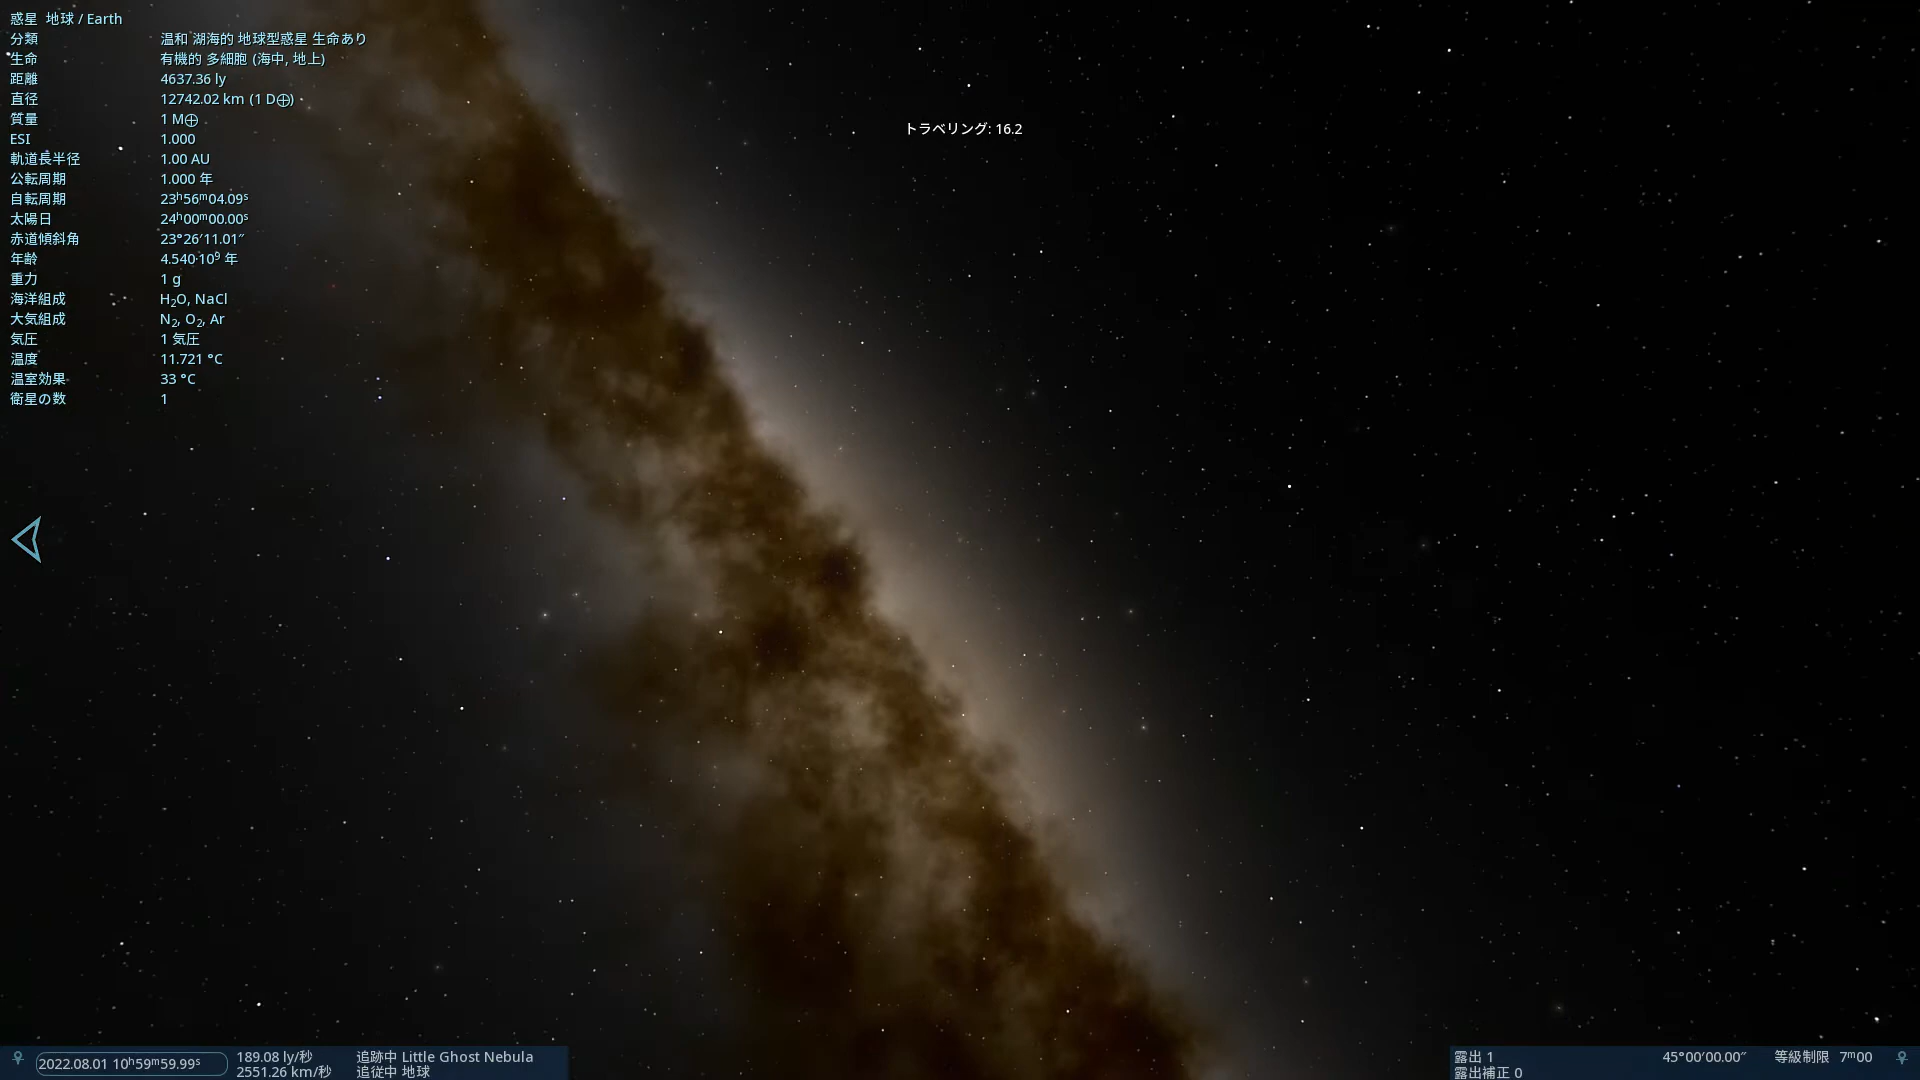 惑星 地球 / Earth
分類 温和 湖海的 地球型惑星 生命あり
生命 有機的 多細胞 (海中, 地上)
距離 4637.36 ly
直径 12742.02 km (1 D⊕)
質量 1 M⊕
ESI 1.000
軌道長半径 1.00 AU
公転周期 1.000 年
自転周期 23ʰ56ᵐ04.09ˢ
太陽日 24ʰ00ᵐ00.00ˢ
赤道傾斜角 23°26′11.01″
年齢 4.540·10⁹ 年
重力 1 g
海洋組成 H₂O, NaCl
大気組成 N₂, O₂, Ar
気圧 1 気圧
温度 11.721 °C
温室効果 33 °C
衛星の数 1
トラベリング: 16.2
2022.08.01 10ʰ59ᵐ59.99ˢ
189.08 ly/秒
2551.26 km/秒
追跡中 Little Ghost Nebula
追従中 地球
露出 1
露出補正 0
45°00′00.00″
等級制限 7ᵐ00